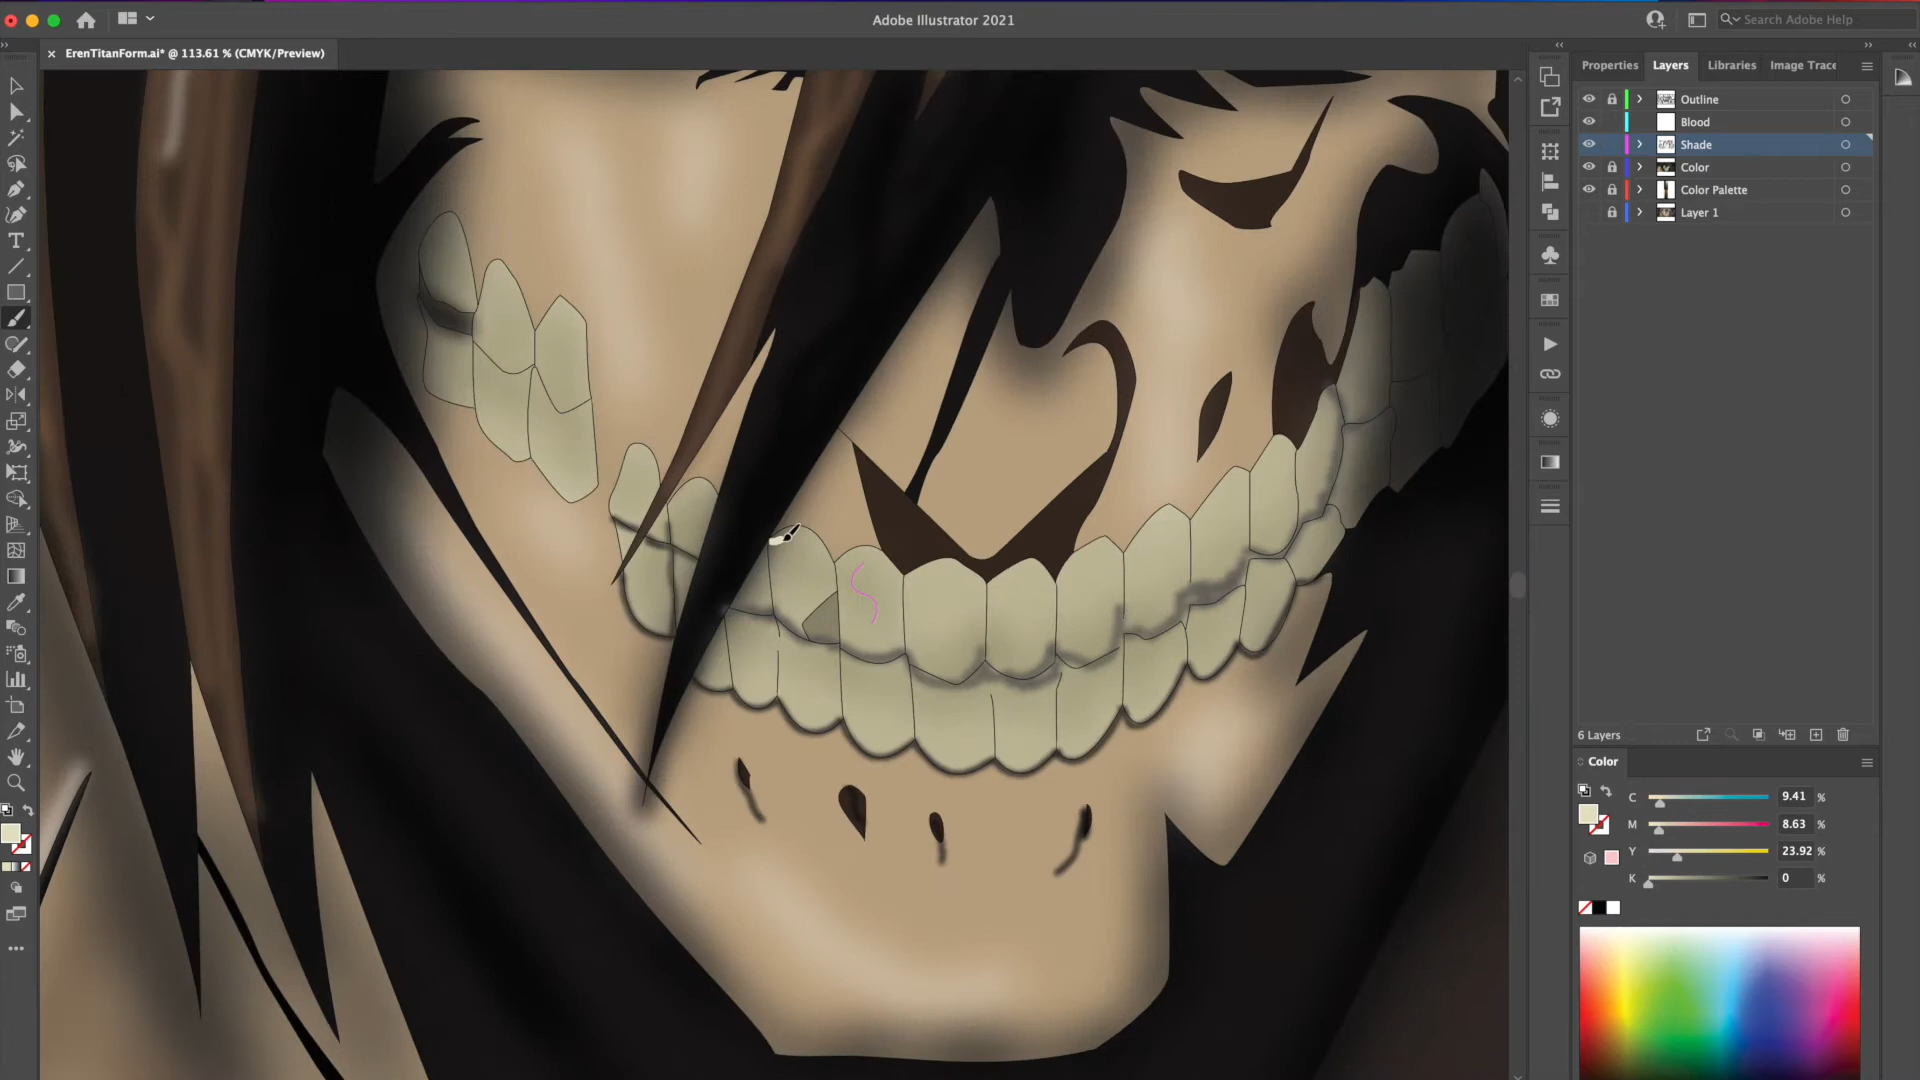 Adobe Illustrator 2021
Search Adobe Help
ErenTitanForm.ai* @ 113.61 % (CMYK/Preview)
Properties
Layers
Libraries
Image Trace
Outline
Blood
Shade
Color
Color Palette
Layer 1
6 Layers
Color
C 9.41 %
M 8.63 %
Y 23.92 %
K 0 %